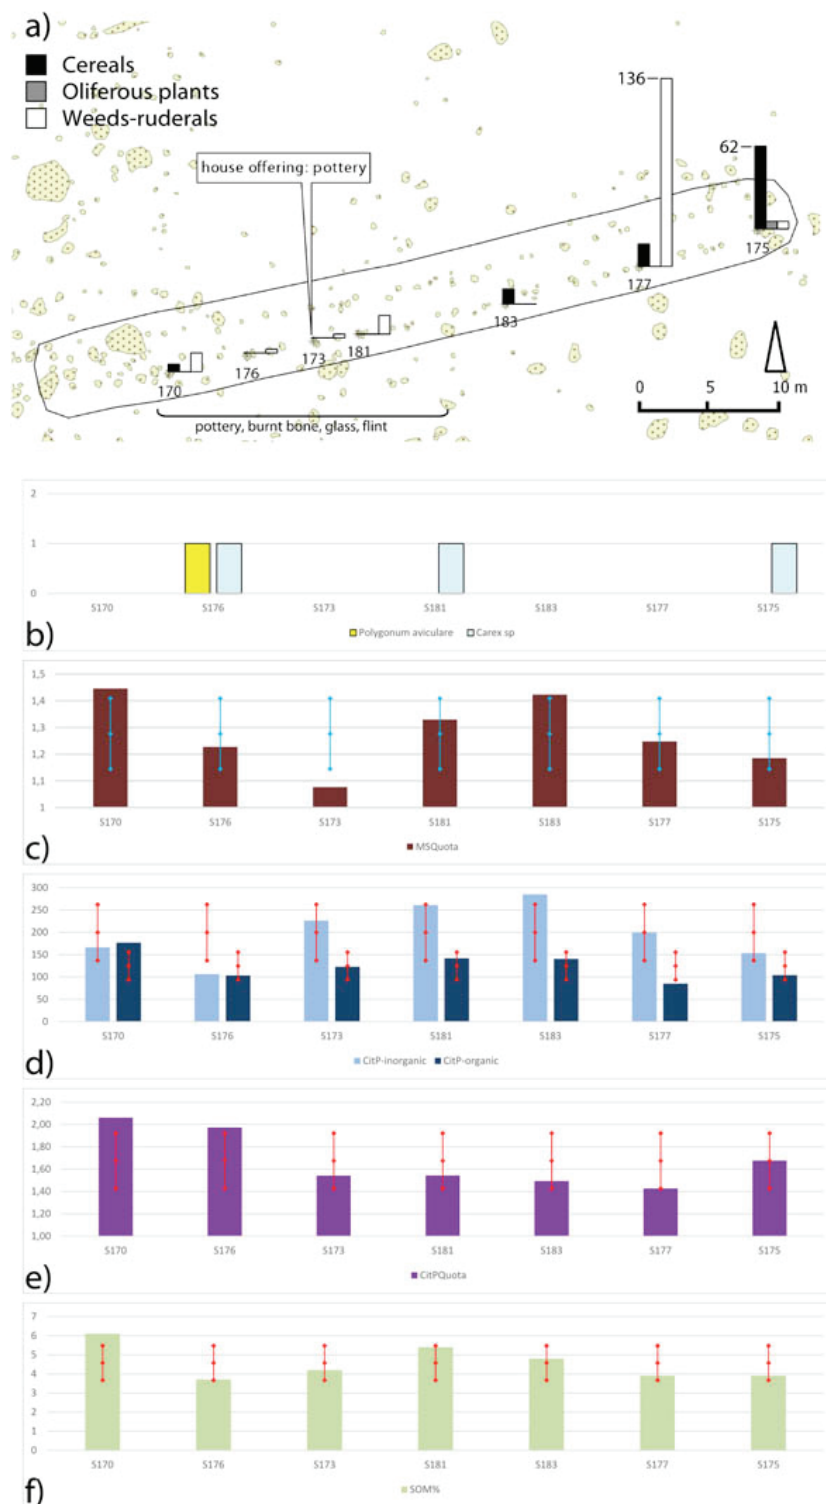 a)
Cereals
Oliferous plants
Weeds-ruderals
136
62
house offering: pottery
175
177
183
173
181
176
170
0 5 10 m
pottery, burnt bone, glass, flint
2
1
0
S170 S176 S173 S181 S183 S177 S175
b)
Polygonum aviculare Carex sp
1,5
1,4
1,3
1,2
1,1
1
S170 S176 S173 S181 S183 S177 S175
c)
MSQuota
300
250
200
150
100
50
0
S170 S176 S173 S181 S183 S177 S175
d)
CitP-inorganic CitP-organic
2,20
2,00
1,80
1,60
1,40
1,20
1,00
S170 S176 S173 S181 S183 S177 S175
e)
CitPQuota
7
6
5
4
3
2
1
0
S170 S176 S173 S181 S183 S177 S175
f)
SOM%